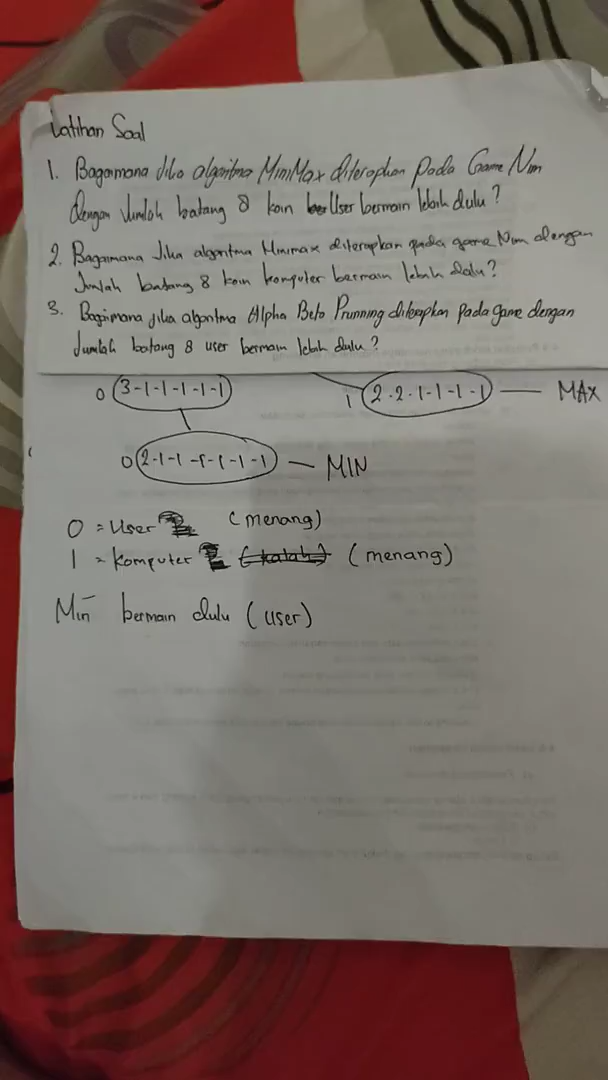 Latihan Soal
1. Bagaimana jika algoritma MiniMax diterapkan pada Game Nim
dengan Jumlah batang 8 koin User bermain lebih dulu?
2. Bagaimana Jika algoritma Minimax diterapkan pada game Nim dengan
Jumlah batang 8 koin komputer bermain lebih dulu?
3. Bagaimana jika algoritma Alpha Beta Prunning diterapkan pada game dengan
Jumlah batang 8 user bermain lebih dulu?
0 3-1-1-1-1-1 1 2-2-1-1-1-1 — MAX
0 2-1-1-1-1-1-1 — MIN
0 = User (menang)
1 = Komputer (kalah) (menang)
Min bermain dulu (User)